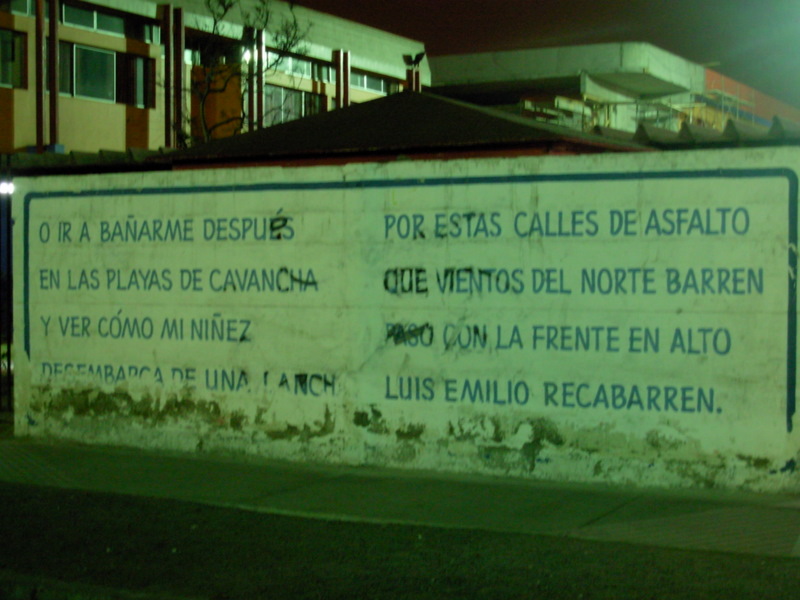 O IR A BAÑARME DESPUÉS
EN LAS PLAYAS DE CAVANCHA
Y VER CÓMO MI NIÑEZ
DESEMBARCA DE UNA LANCH
POR ESTAS CALLES DE ASFALTO
QUE VIENTOS DEL NORTE BARREN
PASO CON LA FRENTE EN ALTO
LUIS EMILIO RECABARREN.